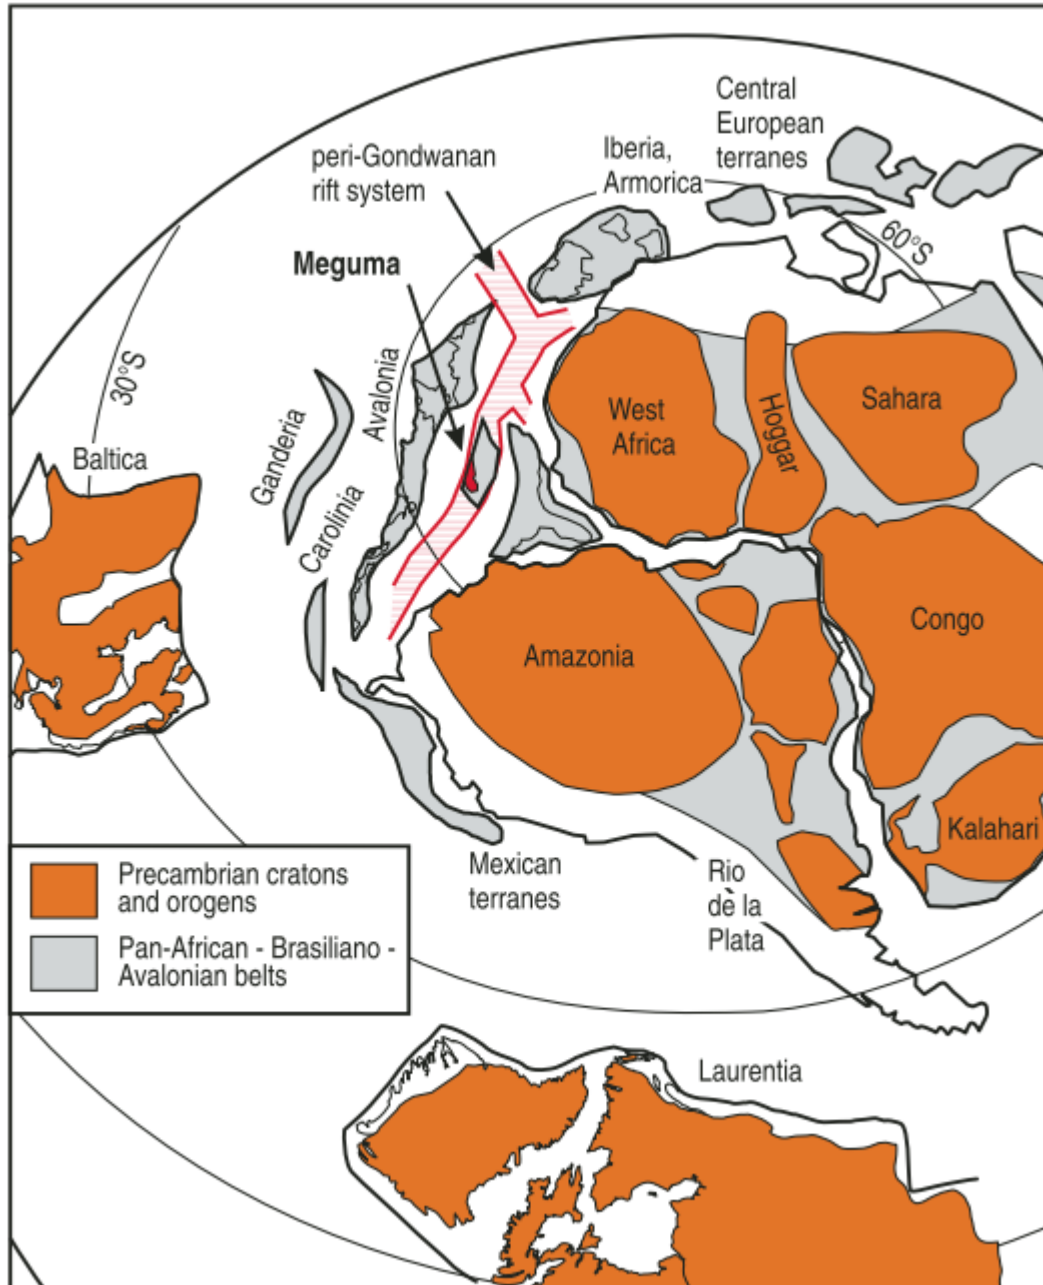 Central
European
terranes
Iberia,
Armorica
peri-Gondwanan
rift system
60°S
Meguma
30°S
Avalonia
Ganderia
Carolinia
Baltica
West
Africa
Hoggar
Sahara
Congo
Amazonia
Kalahari
Mexican
terranes
Rio
dè la
Plata
Precambrian cratons
and orogens
Pan-African - Brasiliano -
Avalonian belts
Laurentia